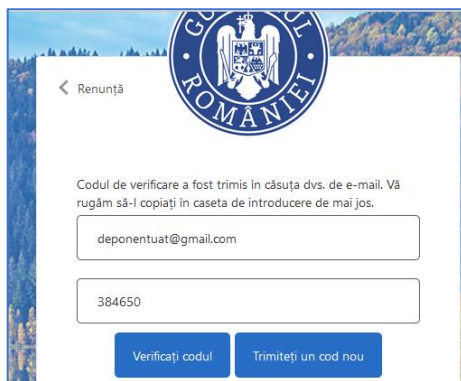 GUVERNUL ROMÂNIEI
Renunță
Codul de verificare a fost trimis în căsuța dvs. de e-mail. Vă
rugăm să-l copiați în caseta de introducere de mai jos.
deponentuat@gmail.com
384650
Verificați codul
Trimiteți un cod nou